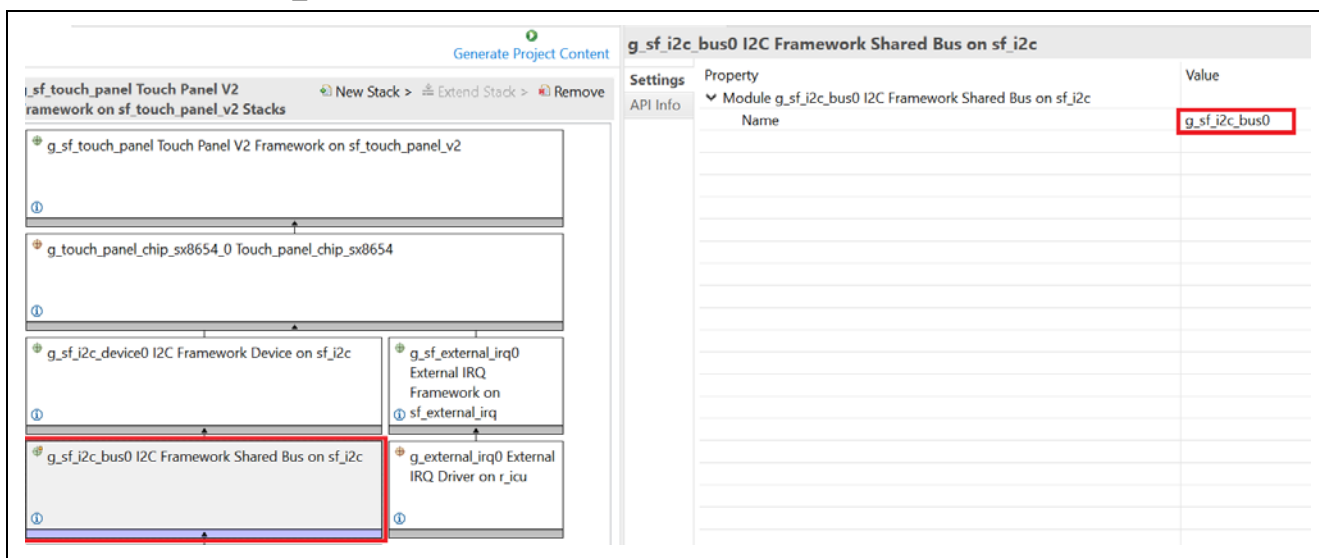 Generate Project Content
g_sf_touch_panel Touch Panel V2
Framework on sf_touch_panel_v2 Stacks
New Stack > Extend Stack > Remove
g_sf_touch_panel Touch Panel V2 Framework on sf_touch_panel_v2
g_touch_panel_chip_sx8654_0 Touch_panel_chip_sx8654
g_sf_i2c_device0 I2C Framework Device on sf_i2c
g_sf_external_irq0
External IRQ
Framework on
sf_external_irq
g_sf_i2c_bus0 I2C Framework Shared Bus on sf_i2c
g_external_irq0 External
IRQ Driver on r_icu
g_sf_i2c_bus0 I2C Framework Shared Bus on sf_i2c
Settings
API Info
Property Value
Module g_sf_i2c_bus0 I2C Framework Shared Bus on sf_i2c
Name g_sf_i2c_bus0